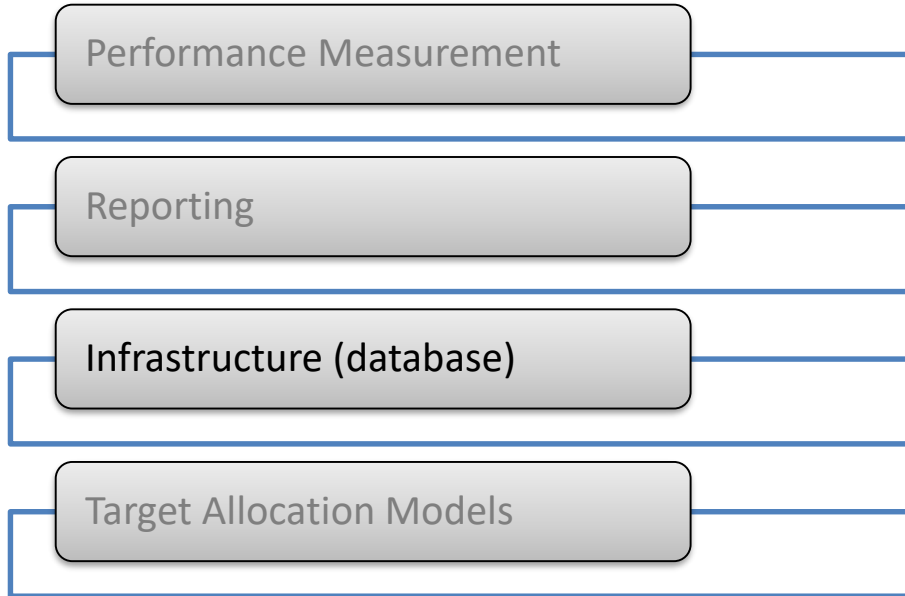 Performance Measurement
Reporting
Infrastructure (database)
Target Allocation Models